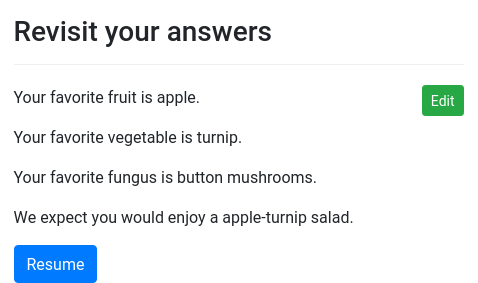 Revisit your answers
Your favorite fruit is apple.
Edit
Your favorite vegetable is turnip.
Your favorite fungus is button mushrooms.
We expect you would enjoy a apple-turnip salad.
Resume